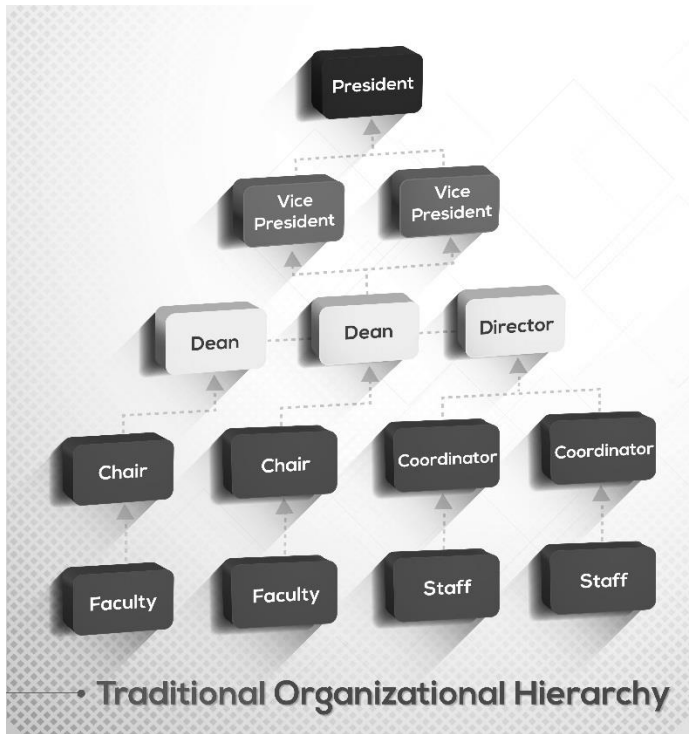 President
Vice
President
Vice
President
Dean
Dean
Director
Chair
Chair
Coordinator
Coordinator
Faculty
Faculty
Staff
Staff
Traditional Organizational Hierarchy